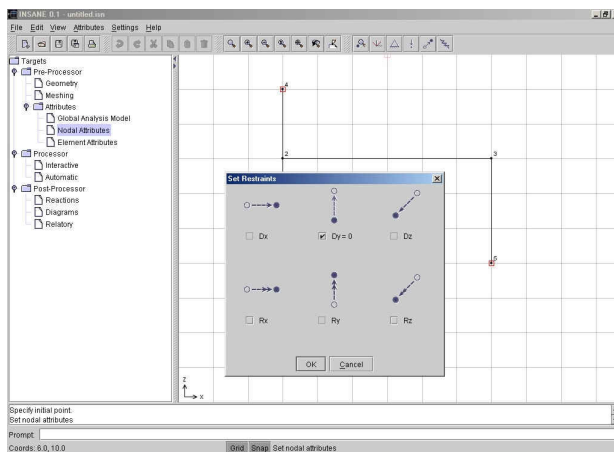 INSANE 0.1 - untitled.isn
File Edit View Attributes Settings Help
Targets
Pre-Processor
Geometry
Meshing
Attributes
Global Analysis Model
Nodal Attributes
Element Attributes
Processor
Interactive
Automatic
Post-Processor
Reactions
Diagrams
Relatory
4
2
3
5
Set Restraints
Dx
Dy = 0
Dz
Rx
Ry
Rz
OK
Cancel
z
x
Specify initial point.
Set nodal attributes
Prompt:
Coords: 6.0, 10.0
Grid Snap Set nodal attributes